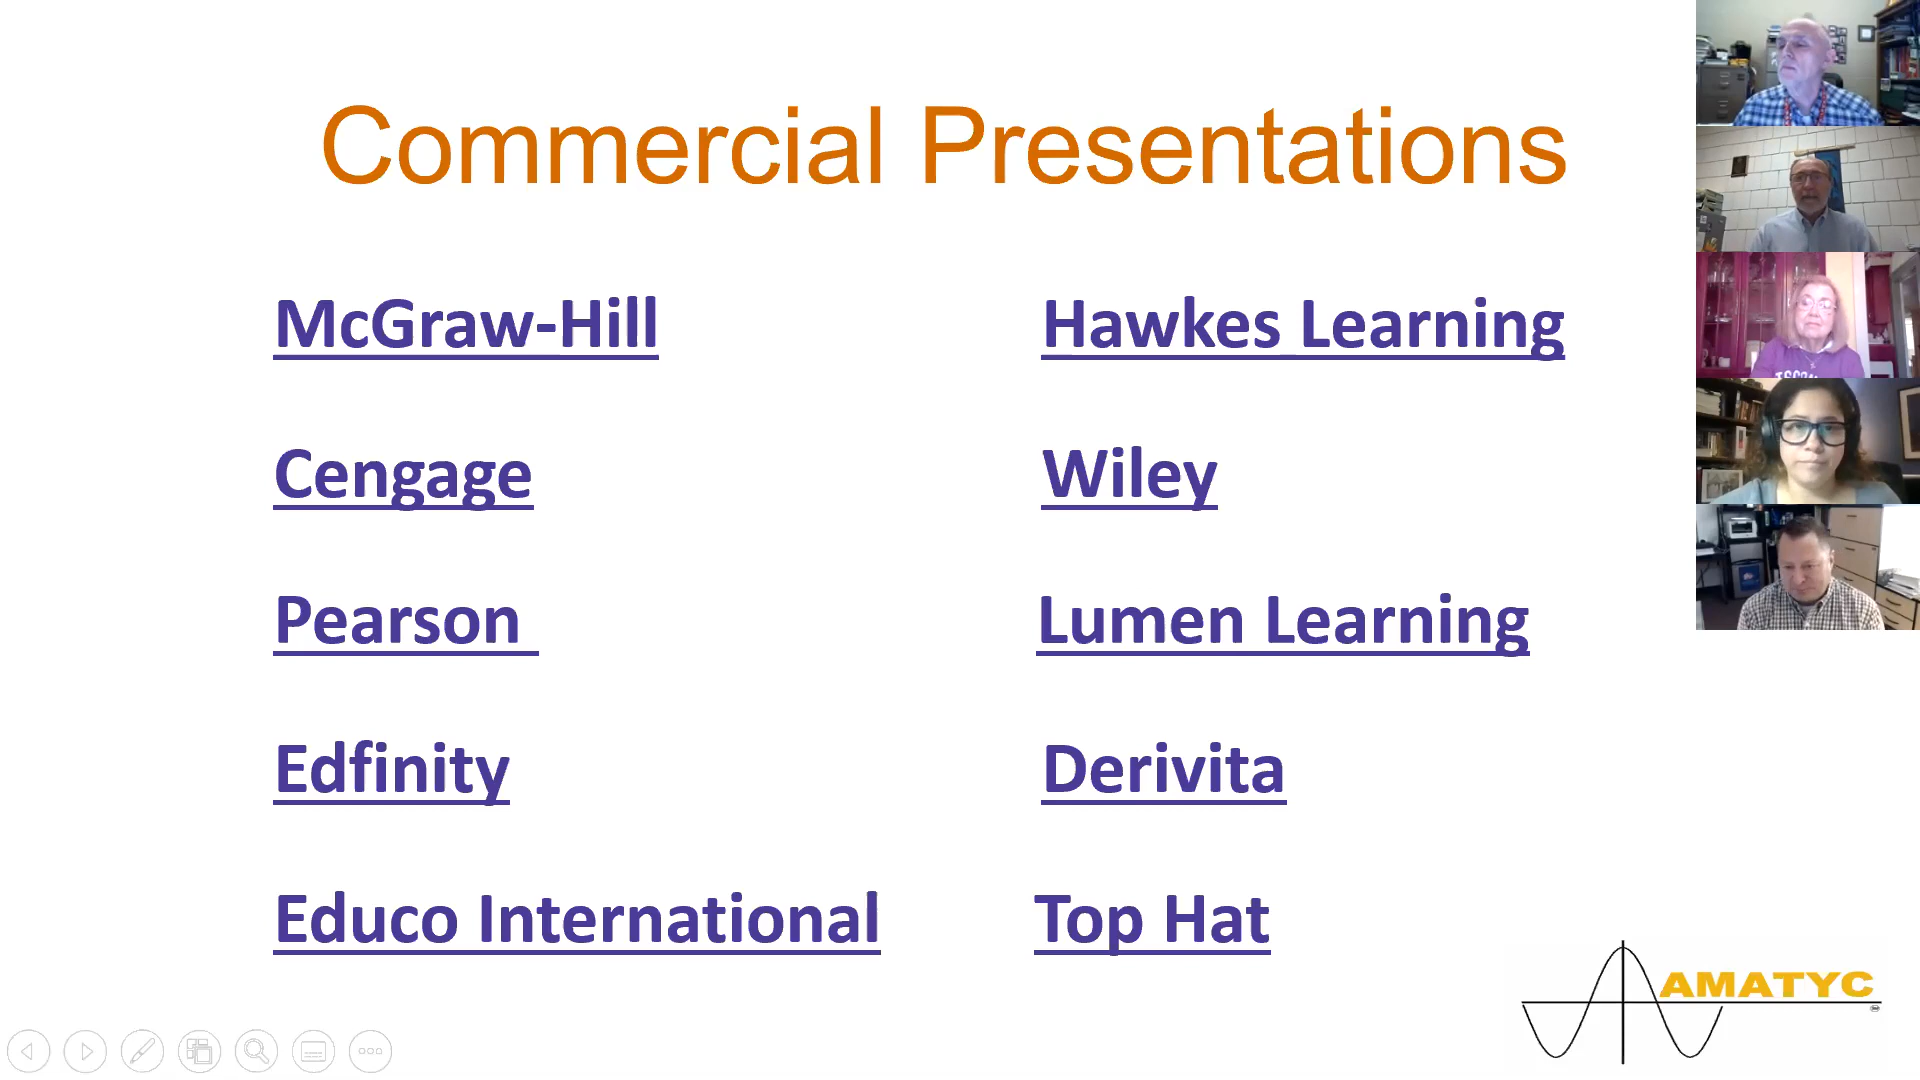 Commercial Presentations
McGraw-Hill
Hawkes Learning
Cengage
Wiley
Pearson
Lumen Learning
Edfinity
Derivita
Educo International
Top Hat
AMATYC